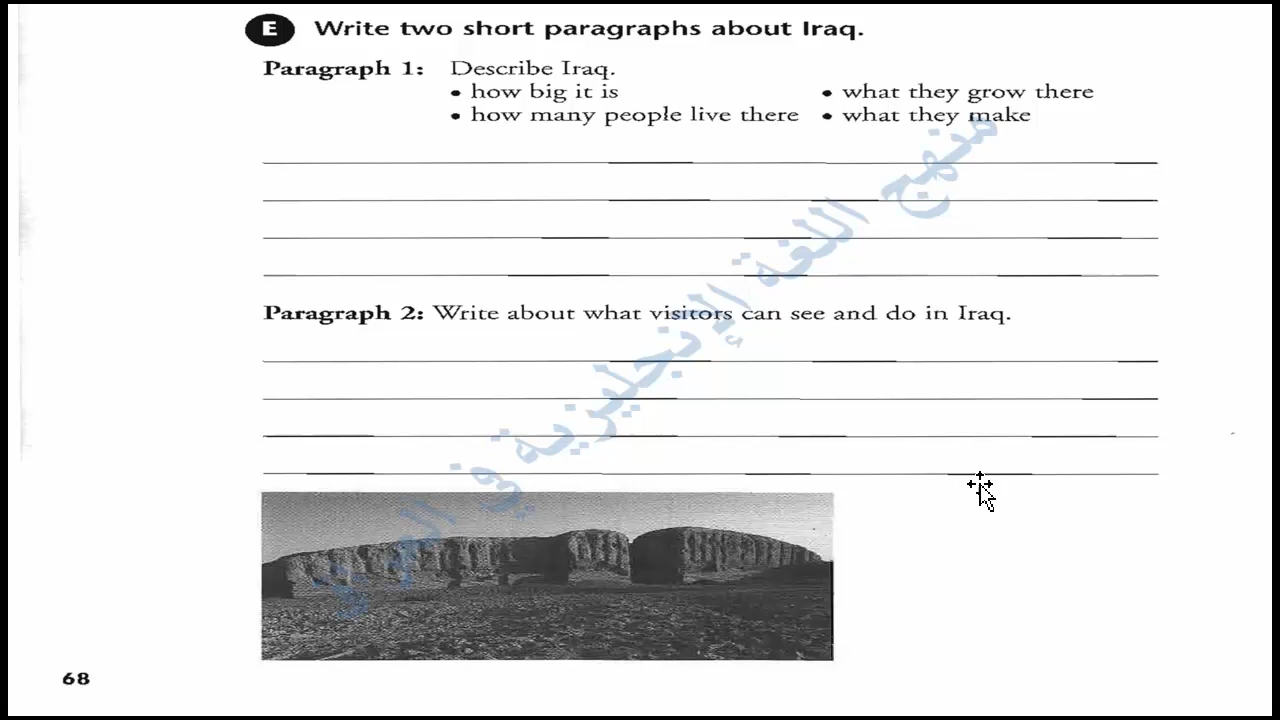 E Write two short paragraphs about Iraq.
Paragraph 1: Describe Iraq.
• how big it is • what they grow there
• how many people live there • what they make
Paragraph 2: Write about what visitors can see and do in Iraq.
منهج اللغة الإنجليزية في العراق
68